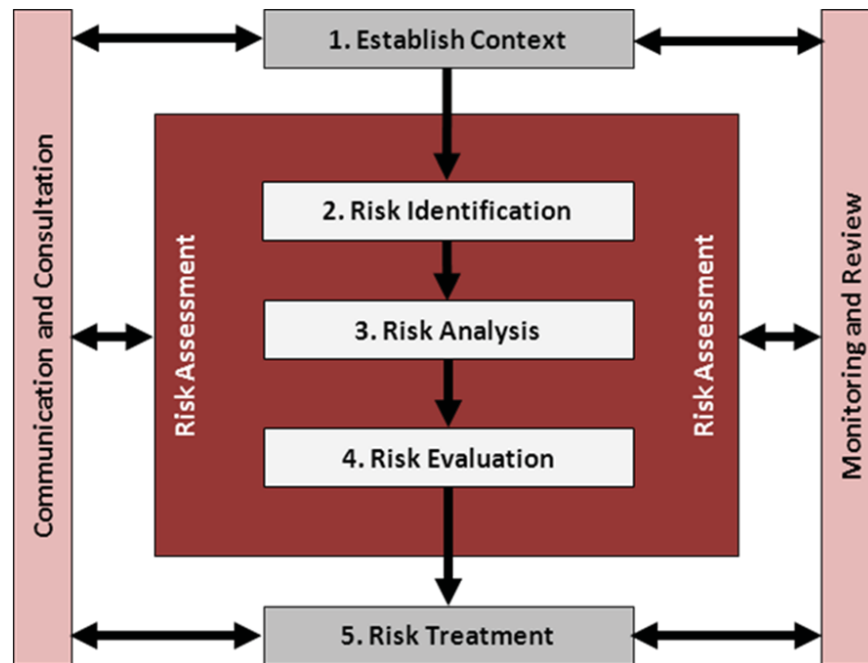 1. Establish Context
Communication and Consultation
Risk Assessment
2. Risk Identification
3. Risk Analysis
4. Risk Evaluation
Risk Assessment
Monitoring and Review
5. Risk Treatment